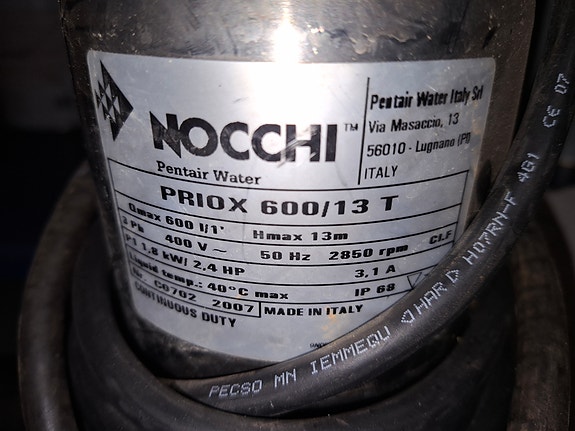 NOCCHI™
Pentair Water
Pentair Water Italy Srl
Via Masaccio, 13
56010 - Lugnano (PI)
ITALY
PRIOX 600/13 T
Qmax 600 l/1' Hmax 13m
3 Ph 400 V ~ 50 Hz 2850 rpm Cl.F
P1 1,8 kW/ 2,4 HP 3,1 A
Liquid temp.: 40°C max IP 68
Nr. C0702 2007 MADE IN ITALY
CONTINUOUS DUTY
PECSO MN IEMMEQU HAR H07RN-F 4G1 CE 07